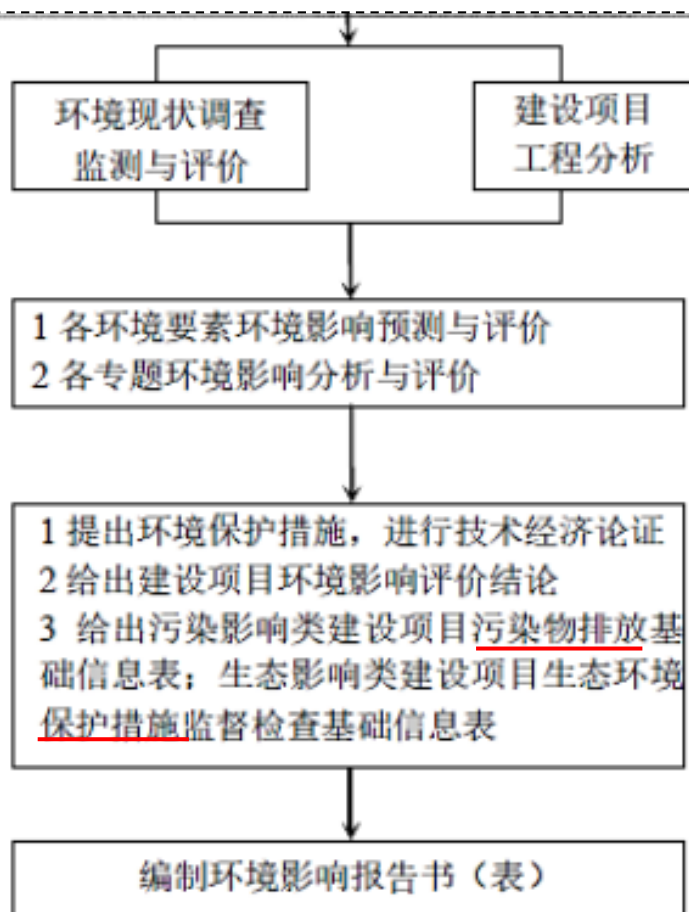 环境现状调查
监测与评价
建设项目
工程分析
1 各环境要素环境影响预测与评价
2 各专题环境影响分析与评价
1 提出环境保护措施，进行技术经济论证
2 给出建设项目环境影响评价结论
3 给出污染影响类建设项目污染物排放基
础信息表；生态影响类建设项目生态环境
保护措施监督检查基础信息表
编制环境影响报告书（表）